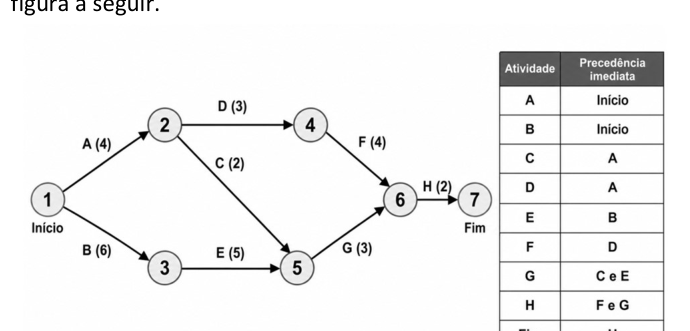 figura a seguir.
D (3)
2
4
A (4)
F (4)
C (2)
1
6
H (2)
7
Início
Fim
B (6)
E (5)
G (3)
3
5
Atividade Precedência imediata
A Início
B Início
C A
D A
E B
F D
G C e E
H F e G